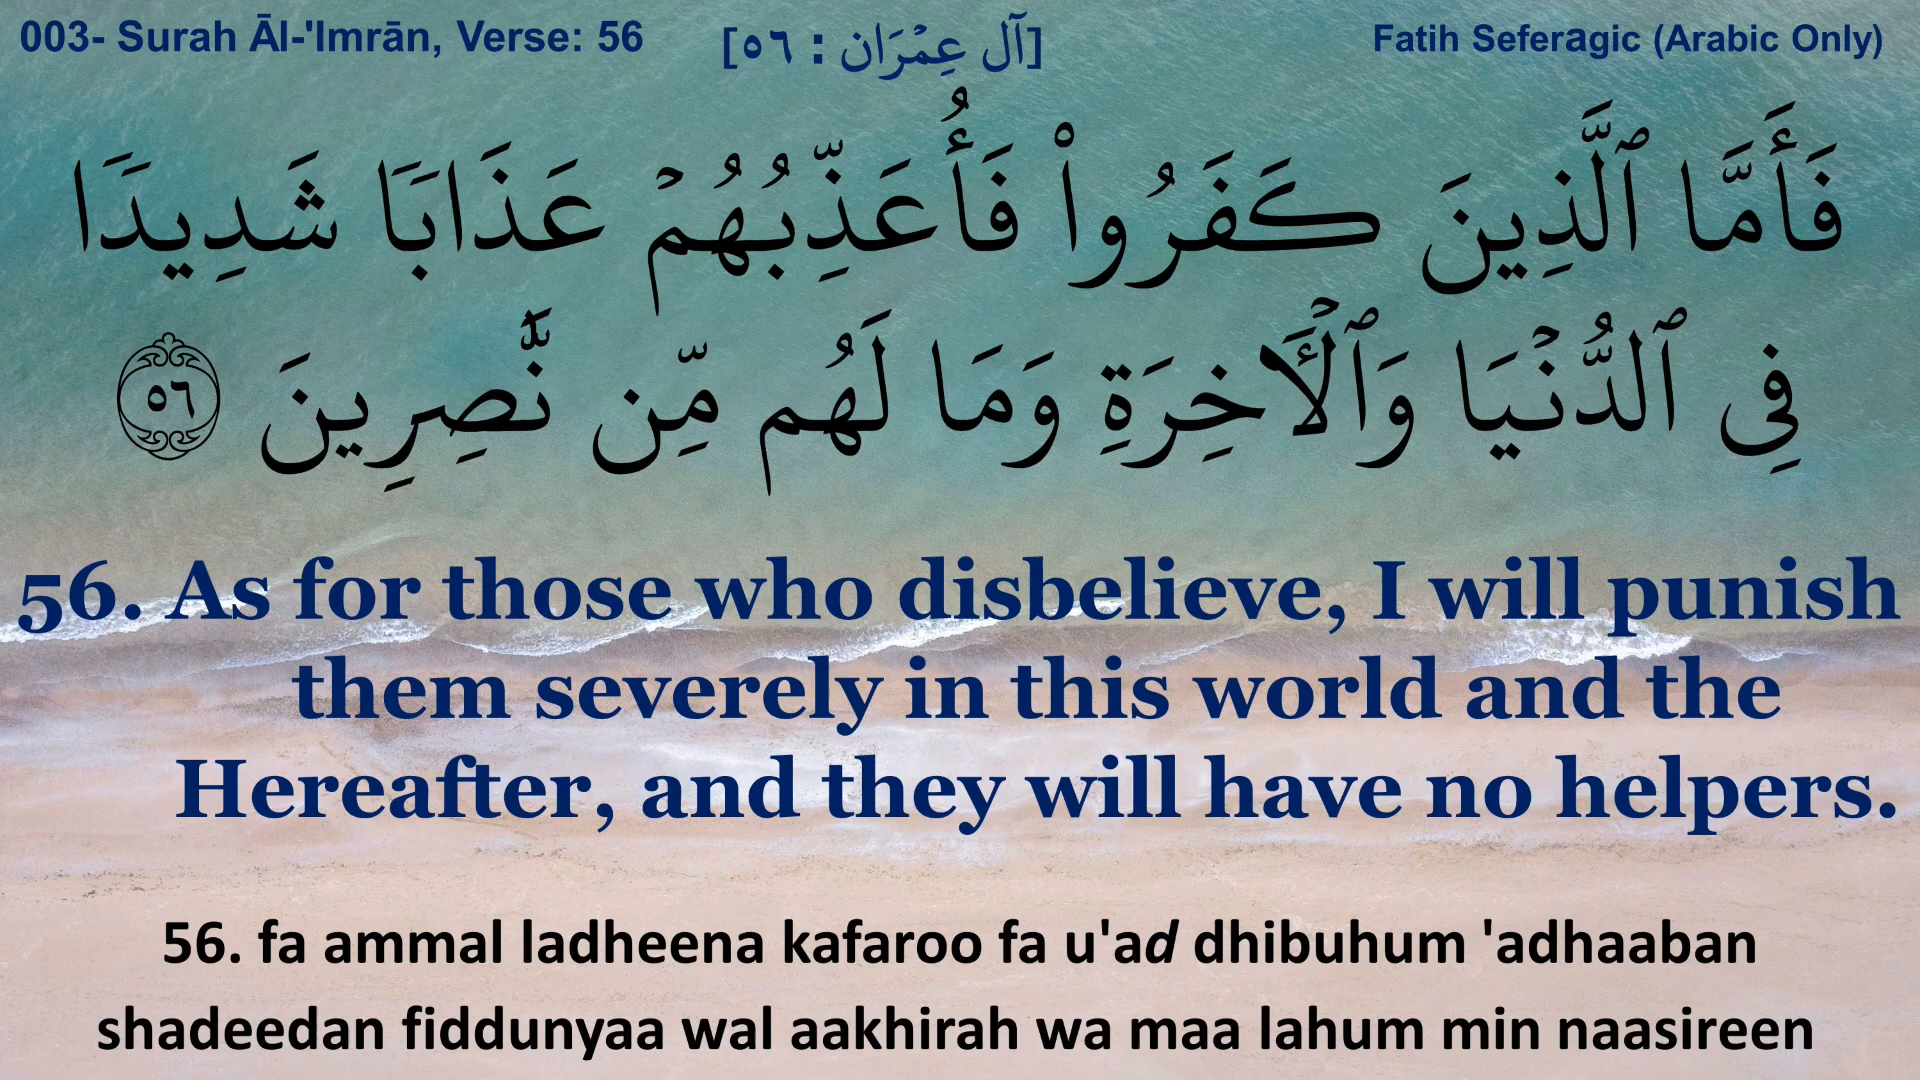 003- Surah Āl-'Imrān, Verse: 56
[آل عِمْرَان : ٥٦]
Fatih Seferagic (Arabic Only)
فَأَمَّا ٱلَّذِينَ كَفَرُوا۟ فَأُعَذِّبُهُمْ عَذَابًا شَدِيدًا
فِى ٱلدُّنْيَا وَٱلْـَٔاخِرَةِ وَمَا لَهُم مِّن نَّـٰصِرِينَ ٥٦
56. As for those who disbelieve, I will punish
them severely in this world and the
Hereafter, and they will have no helpers.
56. fa ammal ladheena kafaroo fa u'ad dhibuhum 'adhaaban
shadeedan fiddunyaa wal aakhirah wa maa lahum min naasireen